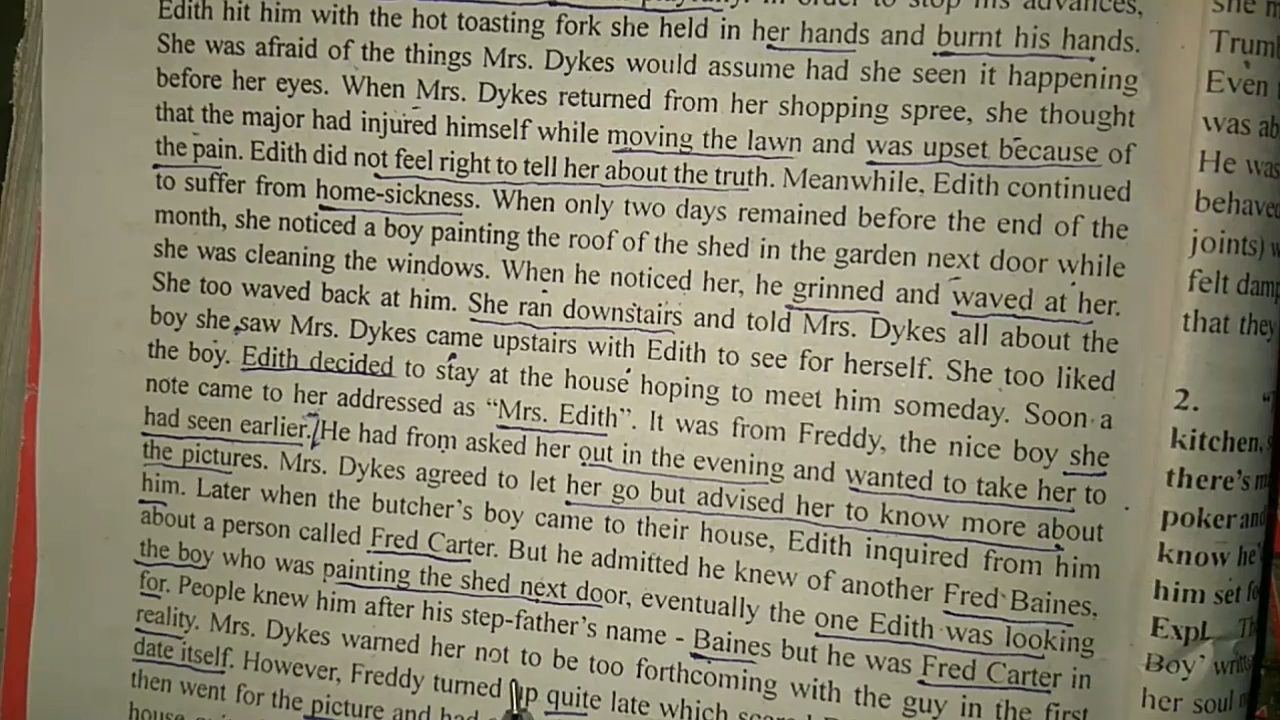 to stop his advances,
Edith hit him with the hot toasting fork she held in her hands and burnt his hands.
She was afraid of the things Mrs. Dykes would assume had she seen it happening
before her eyes. When Mrs. Dykes returned from her shopping spree, she thought
that the major had injured himself while moving the lawn and was upset because of
the pain. Edith did not feel right to tell her about the truth. Meanwhile, Edith continued
to suffer from home-sickness. When only two days remained before the end of the
month, she noticed a boy painting the roof of the shed in the garden next door while
she was cleaning the windows. When he noticed her, he grinned and waved at her.
She too waved back at him. She ran downstairs and told Mrs. Dykes all about the
boy she saw Mrs. Dykes came upstairs with Edith to see for herself. She too liked
the boy. Edith decided to stay at the house hoping to meet him someday. Soon a
note came to her addressed as “Mrs. Edith”. It was from Freddy, the nice boy she
had seen earlier. He had from asked her out in the evening and wanted to take her to
the pictures. Mrs. Dykes agreed to let her go but advised her to know more about
him. Later when the butcher's boy came to their house, Edith inquired from him
about a person called Fred Carter. But he admitted he knew of another Fred Baines,
the boy who was painting the shed next door, eventually the one Edith was looking
for. People knew him after his step-father's name - Baines but he was Fred Carter in
reality. Mrs. Dykes warned her not to be too forthcoming with the guy in the first
date itself. However, Freddy turned up quite late which
then went for the picture and had
house
she
Even
was
He was
felt
that they
2.
kitchen,
there's
poker and
know he
him set
Expl.
Boy'
her soul